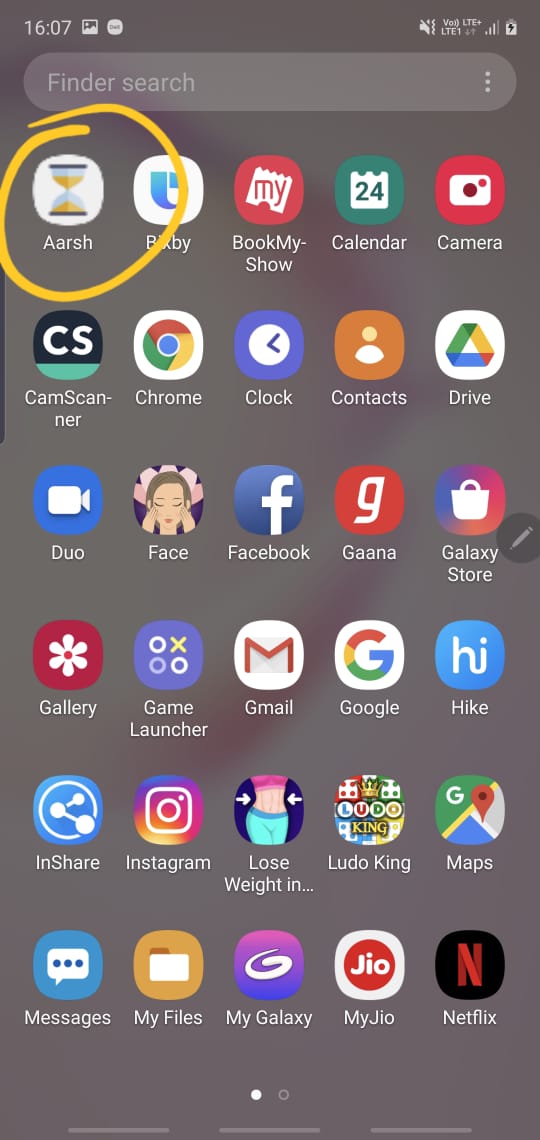 16:07
Vo)) LTE+
LTE1
Finder search
my
24
Aarsh
Bixby
BookMy-
Show
Calendar
Camera
CS
CamScan-
ner
Chrome
Clock
Contacts
Drive
g
Duo
Face
Facebook
Gaana
Galaxy
Store
hi
Gallery
Game
Launcher
Gmail
Google
Hike
LUDO
KING
G
InShare
Instagram
Lose
Weight in...
Ludo King
Maps
Jio
N
Messages
My Files
My Galaxy
MyJio
Netflix